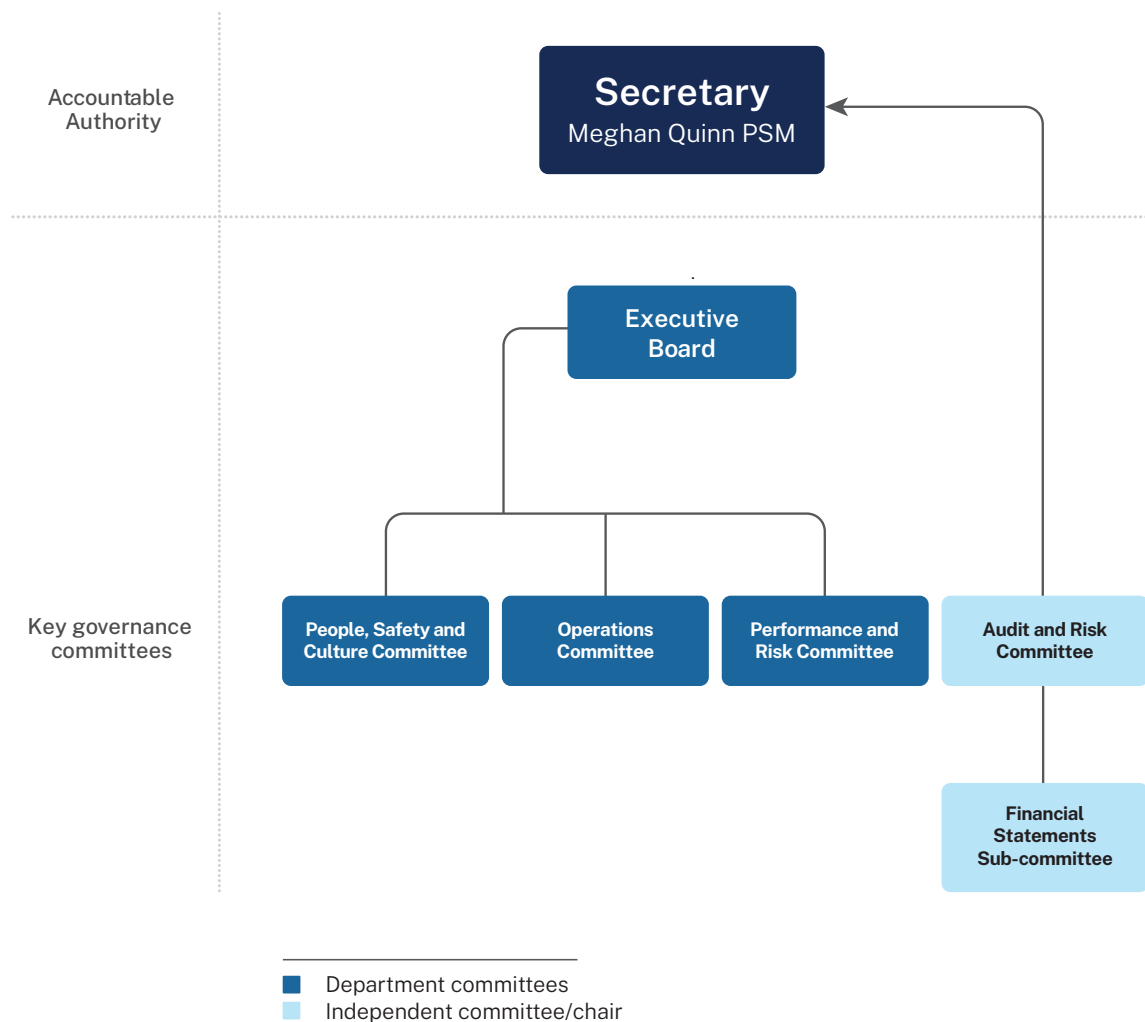 Accountable
Authority
Secretary
Meghan Quinn PSM
Executive
Board
Key governance
committees
People, Safety and
Culture Committee
Operations
Committee
Performance and
Risk Committee
Audit and Risk
Committee
Financial
Statements
Sub-committee
Department committees
Independent committee/chair